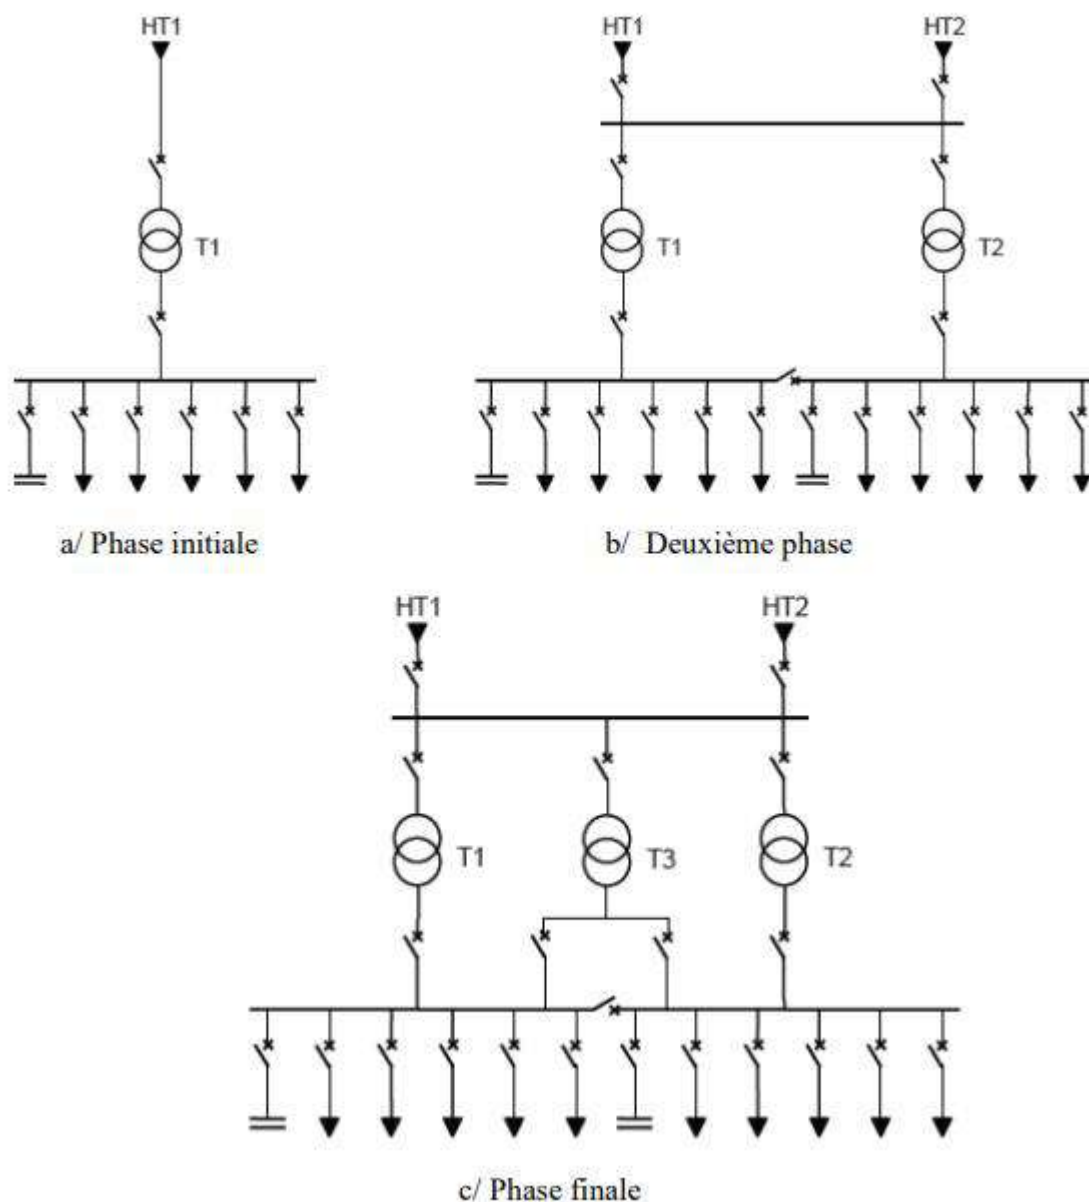 HT1
HT1
HT2
T1
T1
T2
a/ Phase initiale
b/ Deuxième phase
HT1
HT2
T1
T3
T2
c/ Phase finale